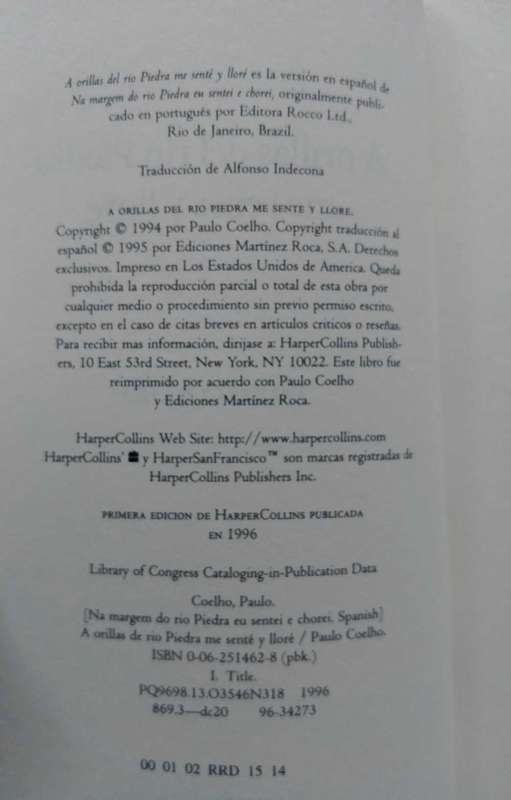 A orillas del río Piedra me senté y lloré es la versión en español de
Na margem do rio Piedra eu sentei e chorei, originalmente publi-
cado en portugués por Editora Rocco Ltd.,
Rio de Janeiro, Brazil.
Traducción de Alfonso Indecona
A ORILLAS DEL RIO PIEDRA ME SENTE Y LLORE.
Copyright © 1994 por Paulo Coelho. Copyright traducción al
español © 1995 por Ediciones Martínez Roca, S.A. Derechos
exclusivos. Impreso en Los Estados Unidos de America. Queda
prohibida la reproducción parcial o total de esta obra por
cualquier medio o procedimiento sin previo permiso escrito,
excepto en el caso de citas breves en artículos criticos o reseñas.
Para recibir mas información, dirijase a: HarperCollins Publish-
ers, 10 East 53rd Street, New York, NY 10022. Este libro fue
reimprimido por acuerdo con Paulo Coelho
y Ediciones Martínez Roca.
HarperCollins Web Site: http://www.harpercollins.com
HarperCollins® y HarperSanFrancisco™ son marcas registradas de
HarperCollins Publishers Inc.
PRIMERA EDICION DE HARPERCOLLINS PUBLICADA
EN 1996
Library of Congress Cataloging-in-Publication Data
Coelho, Paulo.
[Na margem do rio Piedra eu sentei e chorei. Spanish]
A orillas de rio Piedra me senté y lloré / Paulo Coelho.
ISBN 0-06-251462-8 (pbk.)
I. Title.
PQ9698.13.O3546N318 1996
869.3—dc20 96-34273
00 01 02 RRD 15 14